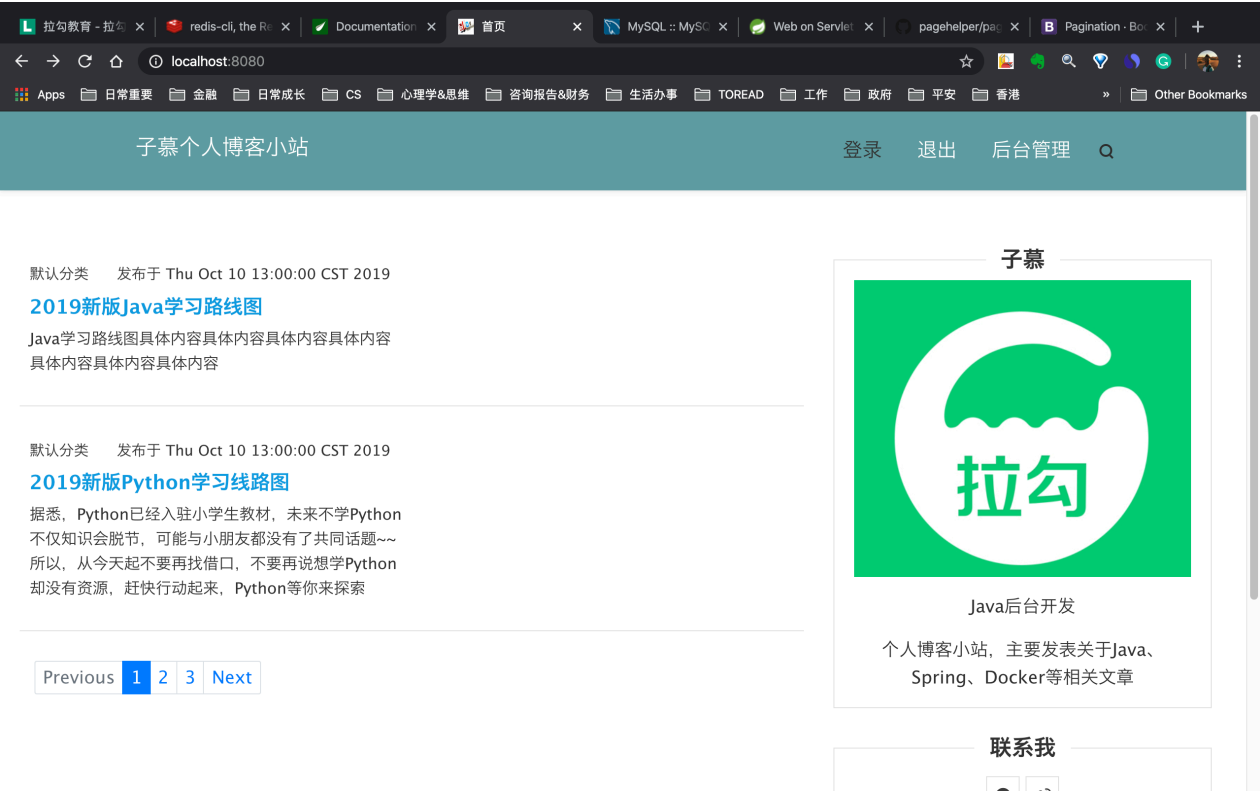 拉勾教育 - 拉勾
redis-cli, the Re
Documentation
首页
MySQL :: MySQ
Web on Servlet
pagehelper/pag
Pagination · Boo
localhost:8080
Apps
日常重要
金融
日常成长
CS
心理学&思维
咨询报告&财务
生活办事
TOREAD
工作
政府
平安
香港
»
Other Bookmarks
子慕个人博客小站
登录
退出
后台管理
默认分类 发布于 Thu Oct 10 13:00:00 CST 2019
2019新版Java学习路线图
Java学习路线图具体内容具体内容具体内容具体内容
具体内容具体内容具体内容
默认分类 发布于 Thu Oct 10 13:00:00 CST 2019
2019新版Python学习线路图
据悉，Python已经入驻小学生教材，未来不学Python
不仅知识会脱节，可能与小朋友都没有了共同话题~~
所以，从今天起不要再找借口，不要再说想学Python
却没有资源，赶快行动起来，Python等你来探索
Previous 1 2 3 Next
子慕
拉勾
Java后台开发
个人博客小站，主要发表关于Java、
Spring、Docker等相关文章
联系我